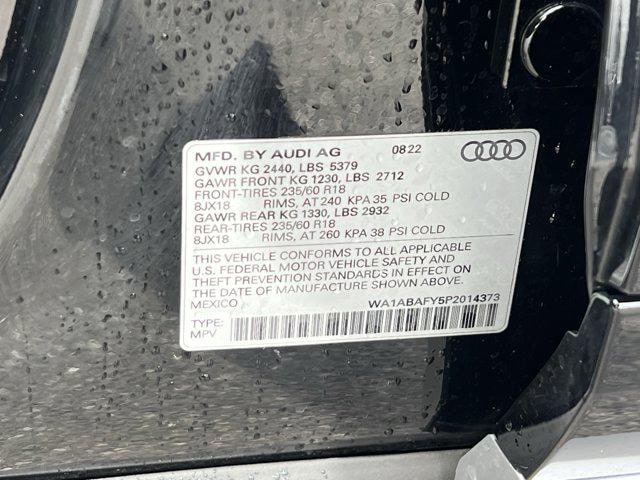 MFD. BY AUDI AG 08.22
GVWR KG 2440, LBS 5379
GAWR FRONT KG 1230, LBS 2712
FRONT-TIRES 235/60 R18
8JX18 RIMS, AT 240 KPA 35 PSI COLD
GAWR REAR KG 1330, LBS 2932
REAR-TIRES 235/60 R18
8JX18 RIMS, AT 260 KPA 38 PSI COLD
THIS VEHICLE CONFORMS TO ALL APPLICABLE
U.S. FEDERAL MOTOR VEHICLE SAFETY AND
THEFT PREVENTION STANDARDS IN EFFECT ON
THE DATE OF MANUFACTURE SHOWN ABOVE.
MEXICO WA1ABAFY5P2014373
TYPE:
MPV